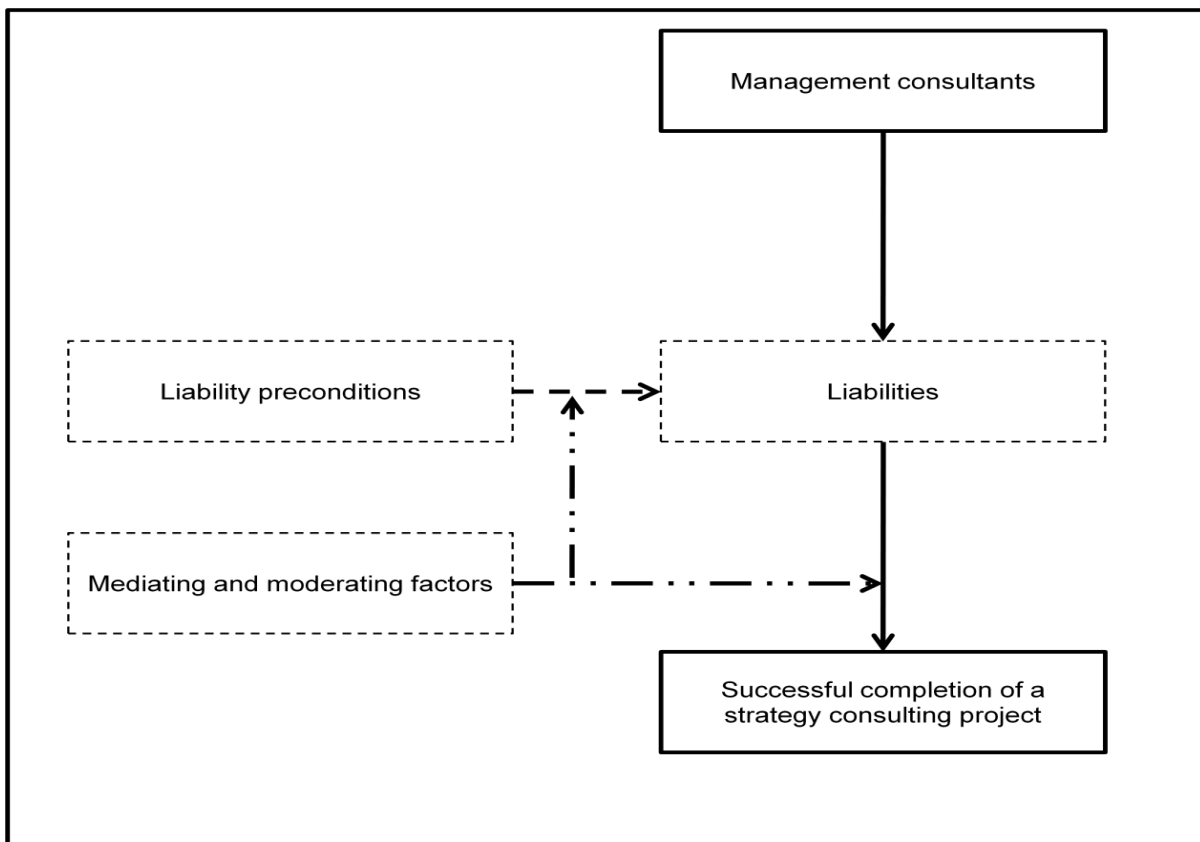 Management consultants
Liability preconditions
Liabilities
Mediating and moderating factors
Successful completion of a
strategy consulting project